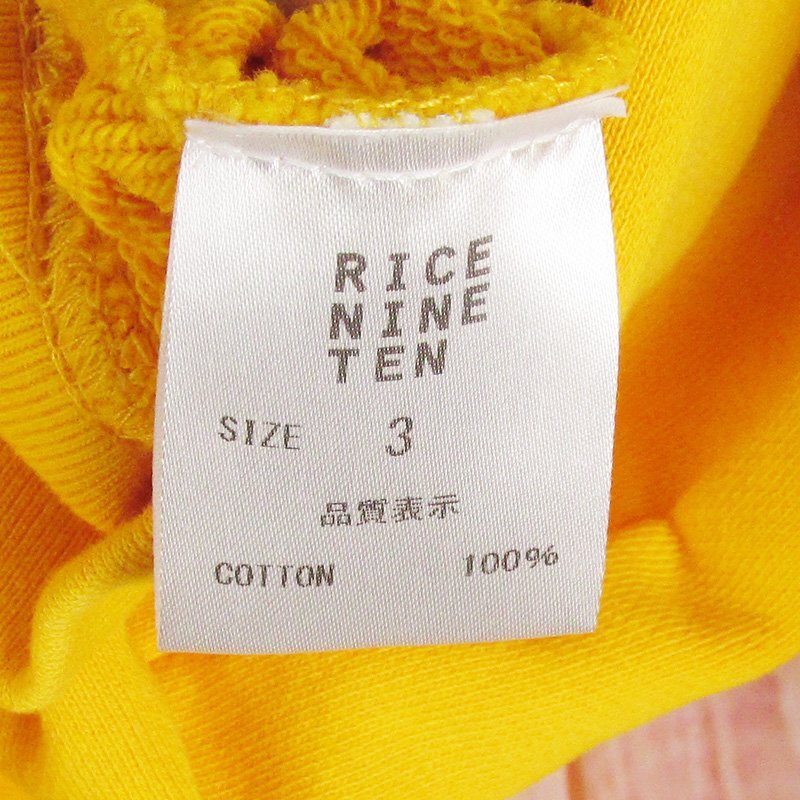 RICE
NINE
TEN
SIZE 3
品質表示
COTTON 100%